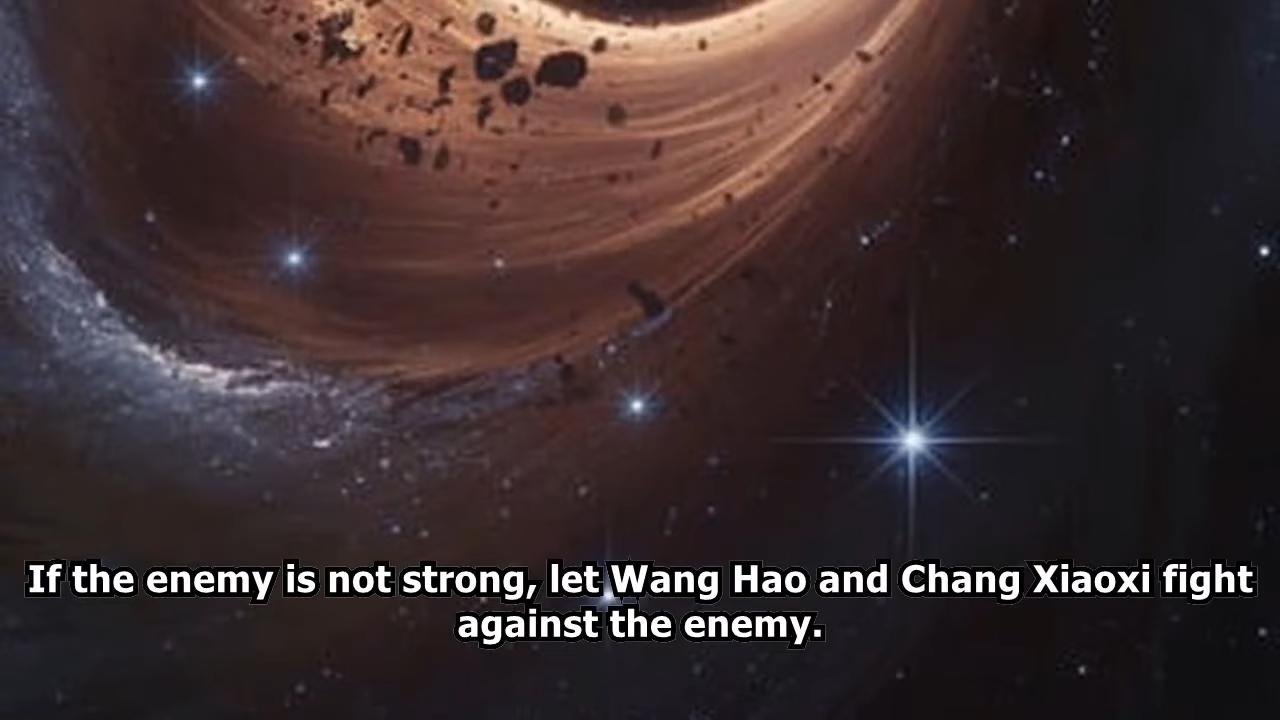 If the enemy is not strong, let Wang Hao and Chang Xiaoxi fight
against the enemy.